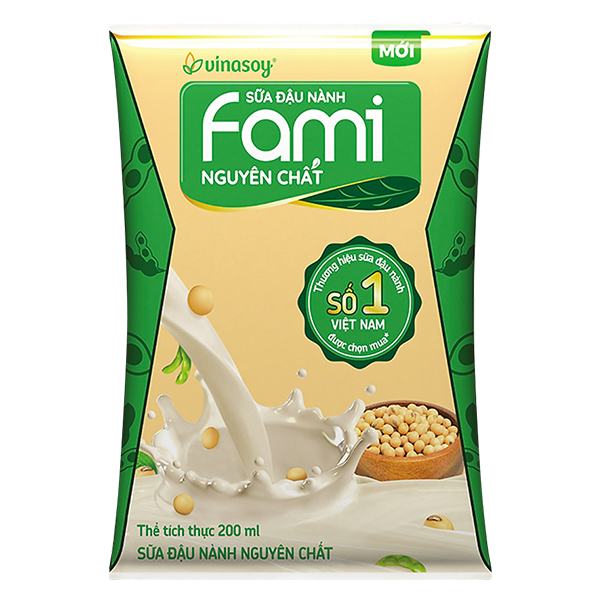 vinasoy
MỚI
SỮA ĐẬU NÀNH
Fami
NGUYÊN CHẤT
Thương hiệu sữa đậu nành
SỐ 1
VIỆT NAM
được chọn mua*
Thể tích thực 200 ml
SỮA ĐẬU NÀNH NGUYÊN CHẤT